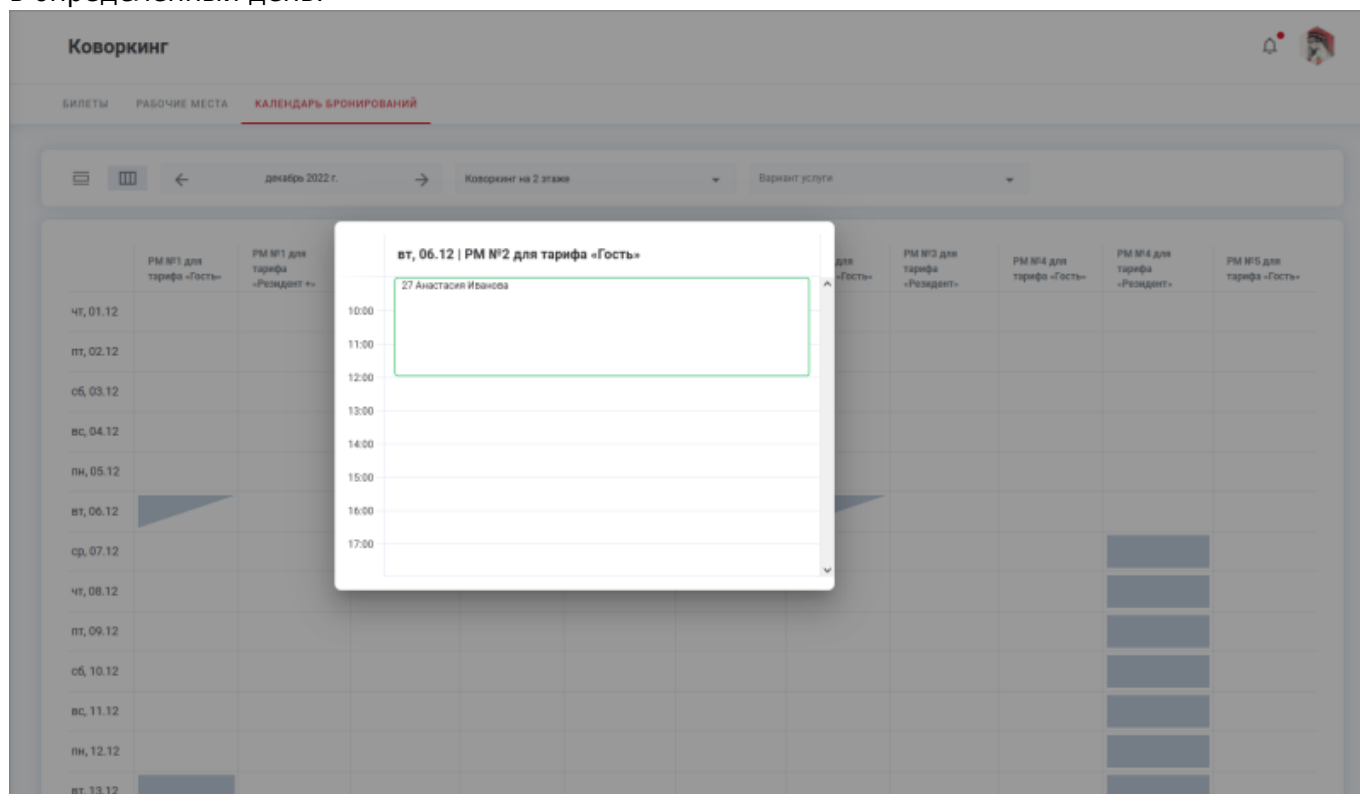 Коворкинг
БИЛЕТЫ РАБОЧИЕ МЕСТА КАЛЕНДАРЬ БРОНИРОВАНИЙ
декабрь 2022 г. Коворкинг на 2 этаже Вариант услуги
РМ №1 для тарифа «Гость»
РМ №1 для тарифа «Резидент +»
для «Гость»
РМ №3 для тарифа «Резидент»
РМ №4 для тарифа «Гость»
РМ №4 для тарифа «Резидент»
РМ №5 для тарифа «Гость»
вт, 06.12 | РМ №2 для тарифа «Гость»
27 Анастасия Иванова
10:00
11:00
12:00
13:00
14:00
15:00
16:00
17:00
чт, 01.12
пт, 02.12
сб, 03.12
вс, 04.12
пн, 05.12
вт, 06.12
ср, 07.12
чт, 08.12
пт, 09.12
сб, 10.12
вс, 11.12
пн, 12.12
вт, 13.12